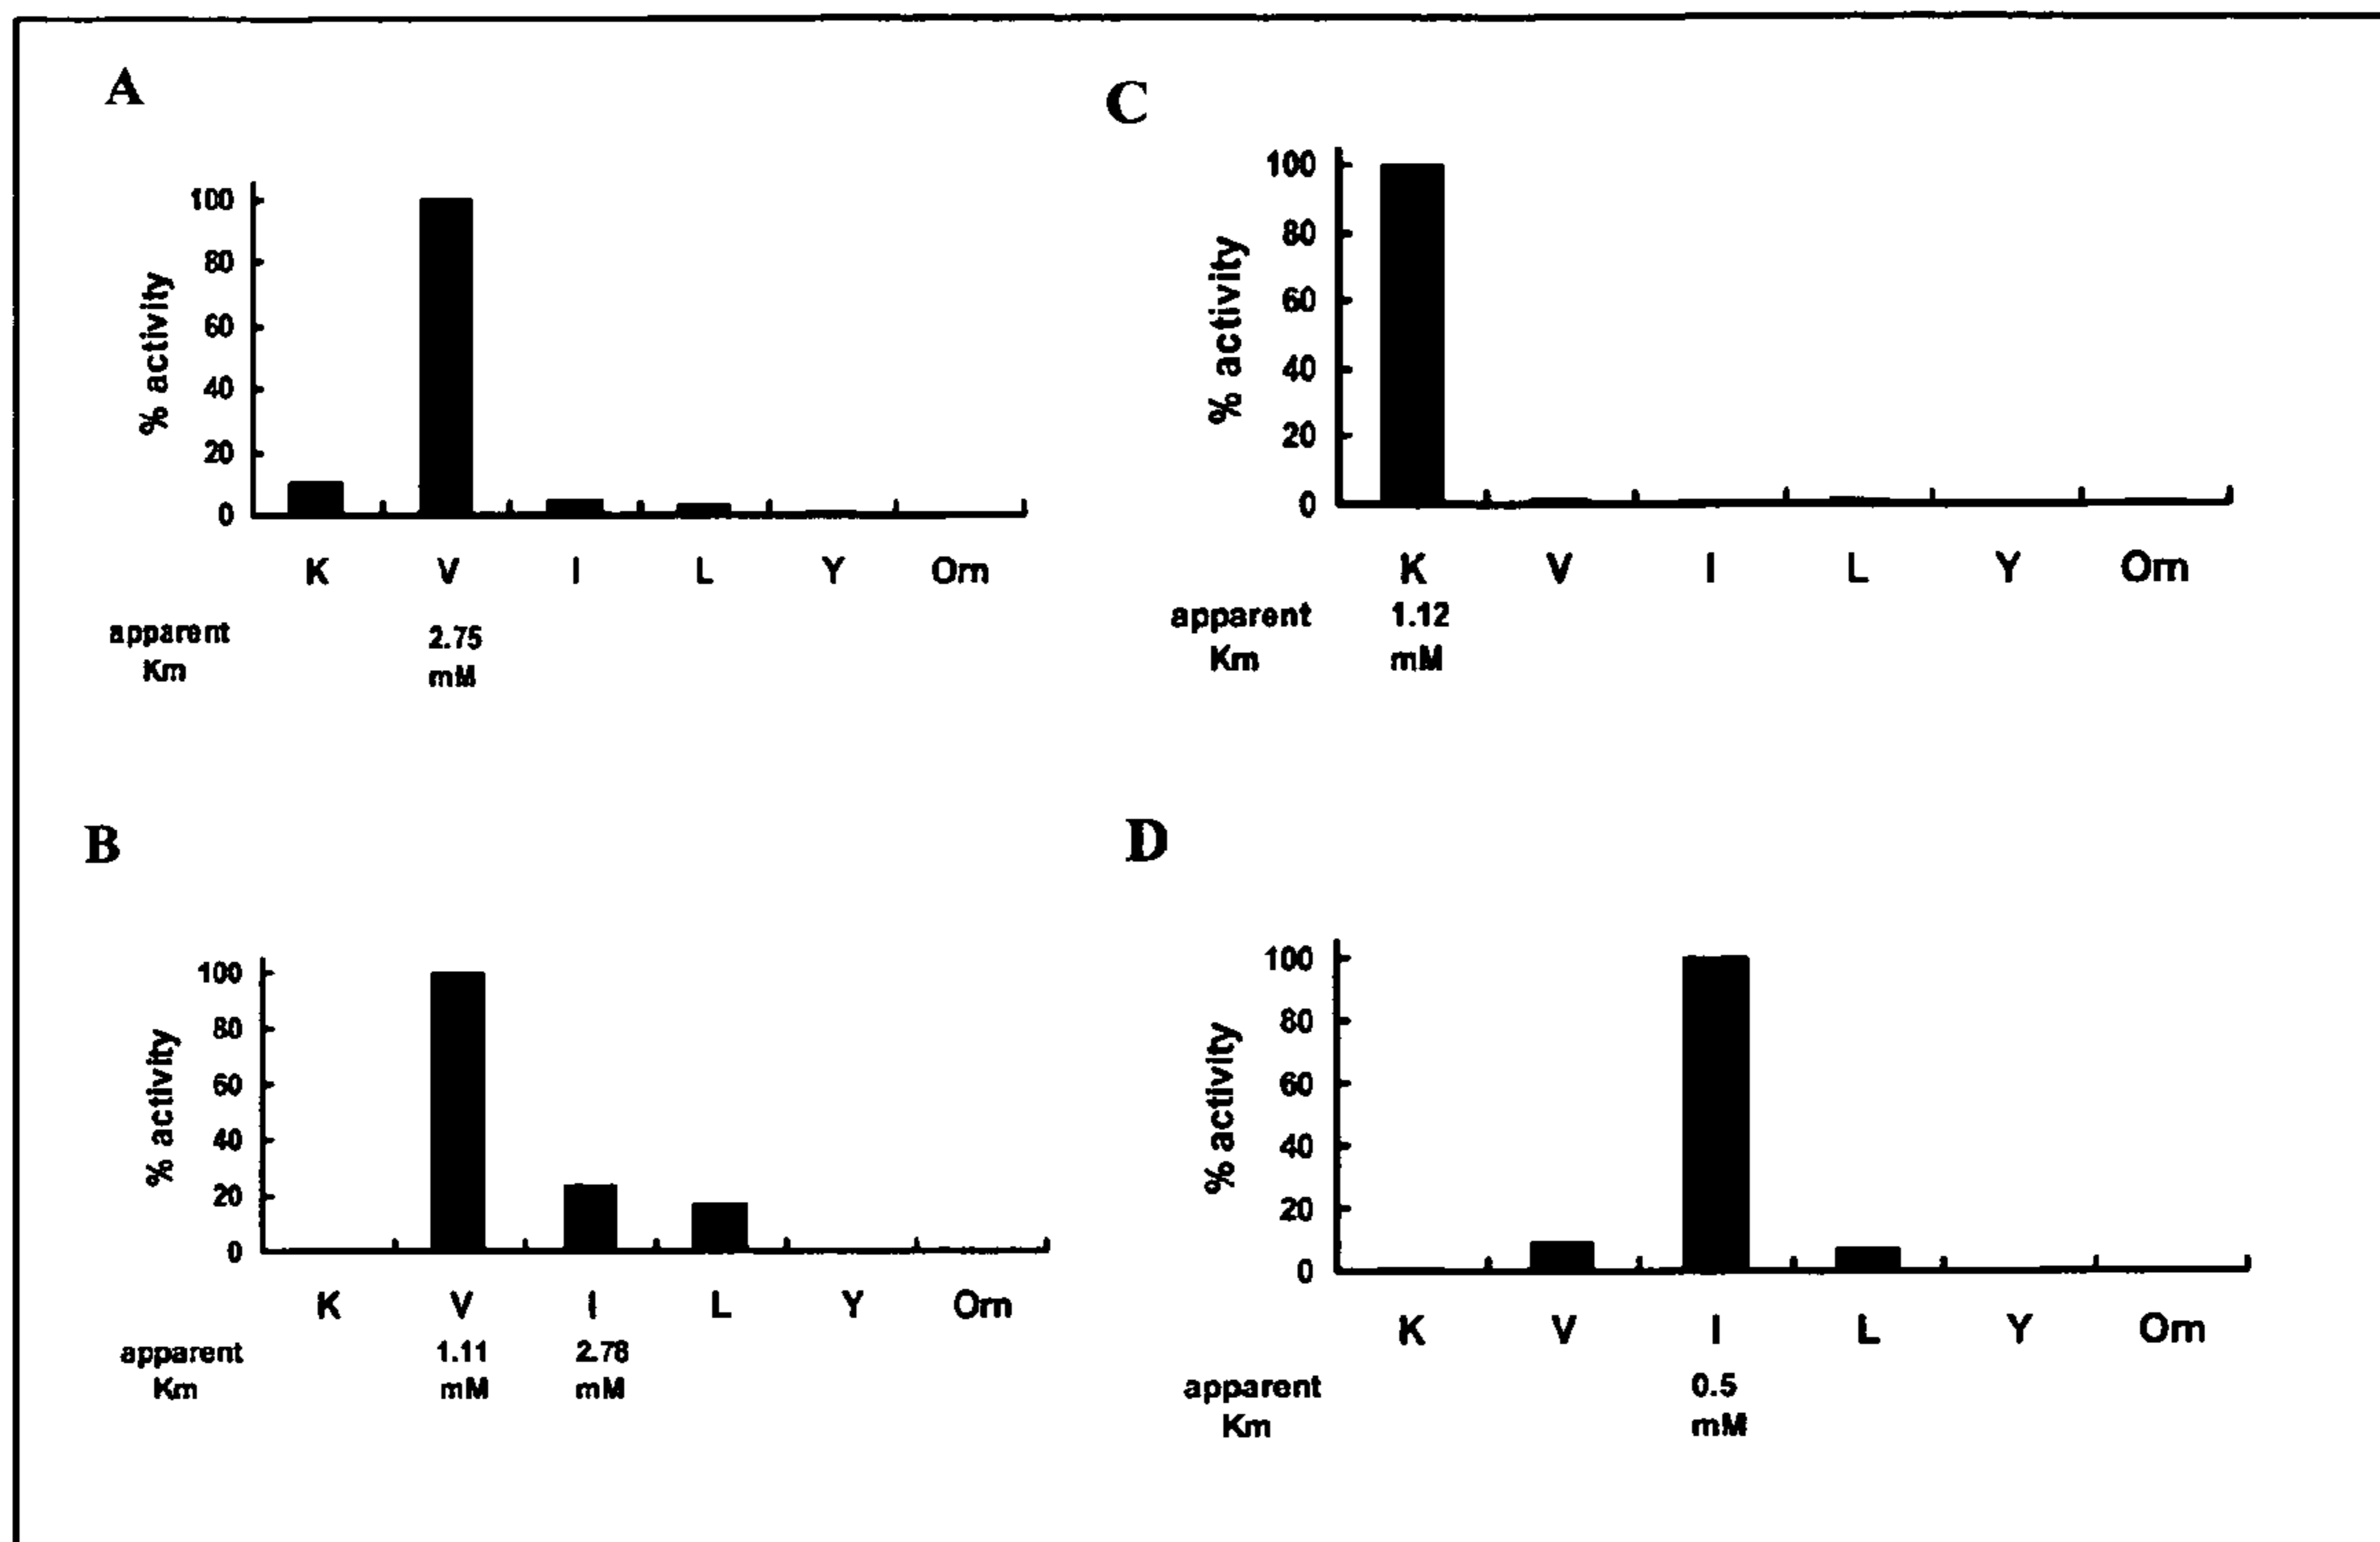 A
% activity
100
80
60
40
20
0
K V I L Y Orn
apparent 2.75
Km mM
B
% activity
100
80
60
40
20
0
K V I L Y Orn
apparent 1.11 2.78
Km mM mM
C
% activity
100
80
60
40
20
0
K V I L Y Orn
apparent 1.12
Km mM
D
% activity
100
80
60
40
20
0
K V I L Y Orn
apparent 0.5
Km mM